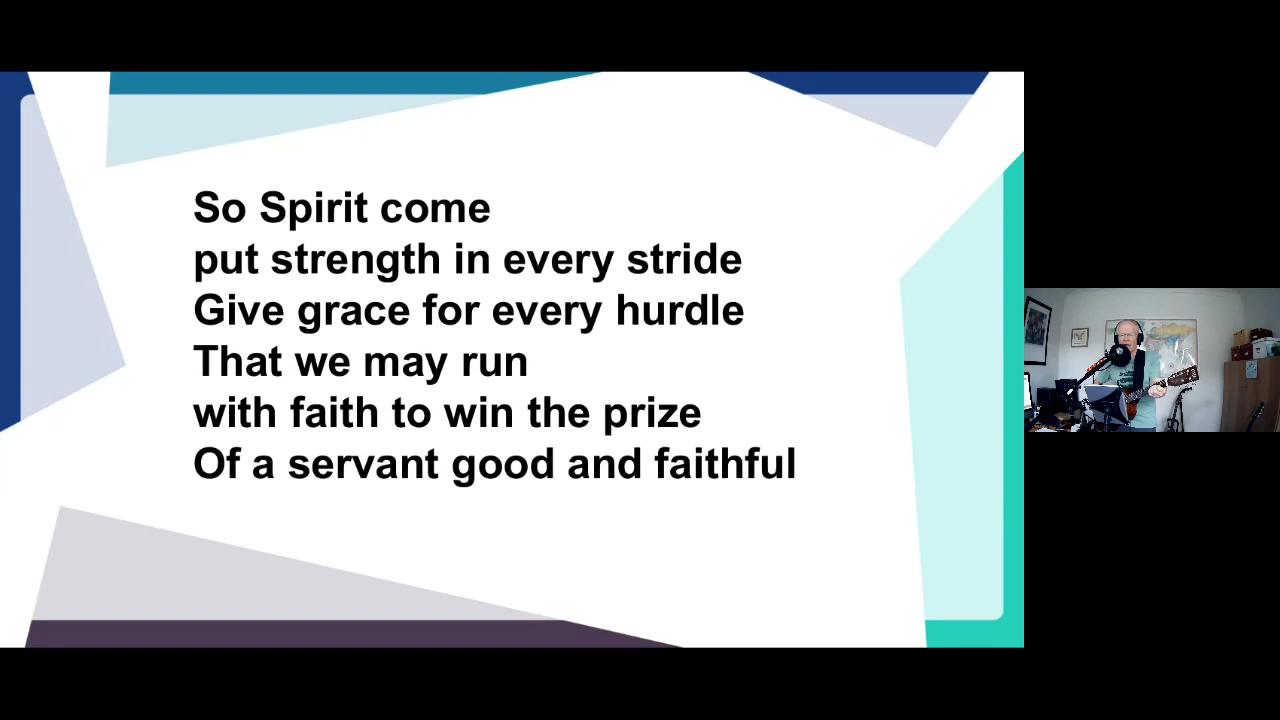 So Spirit come
put strength in every stride
Give grace for every hurdle
That we may run
with faith to win the prize
Of a servant good and faithful